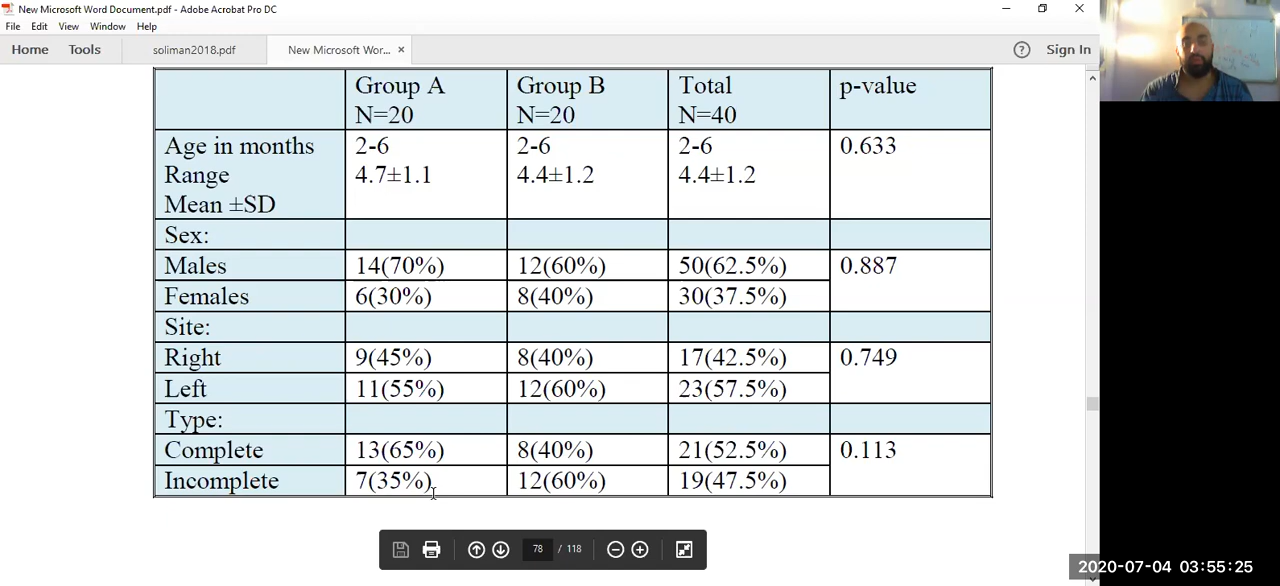 New Microsoft Word Document.pdf - Adobe Acrobat Pro DC
File Edit View Window Help
Home Tools soliman2018.pdf New Microsoft Wor... × ? Sign In
Group A Group B Total p-value
N=20 N=20 N=40
Age in months 2-6 2-6 2-6 0.633
Range 4.7±1.1 4.4±1.2 4.4±1.2
Mean ±SD
Sex:
Males 14(70%) 12(60%) 50(62.5%) 0.887
Females 6(30%) 8(40%) 30(37.5%)
Site:
Right 9(45%) 8(40%) 17(42.5%) 0.749
Left 11(55%) 12(60%) 23(57.5%)
Type:
Complete 13(65%) 8(40%) 21(52.5%) 0.113
Incomplete 7(35%) 12(60%) 19(47.5%)
78 / 118
2020-07-04 03:55:25